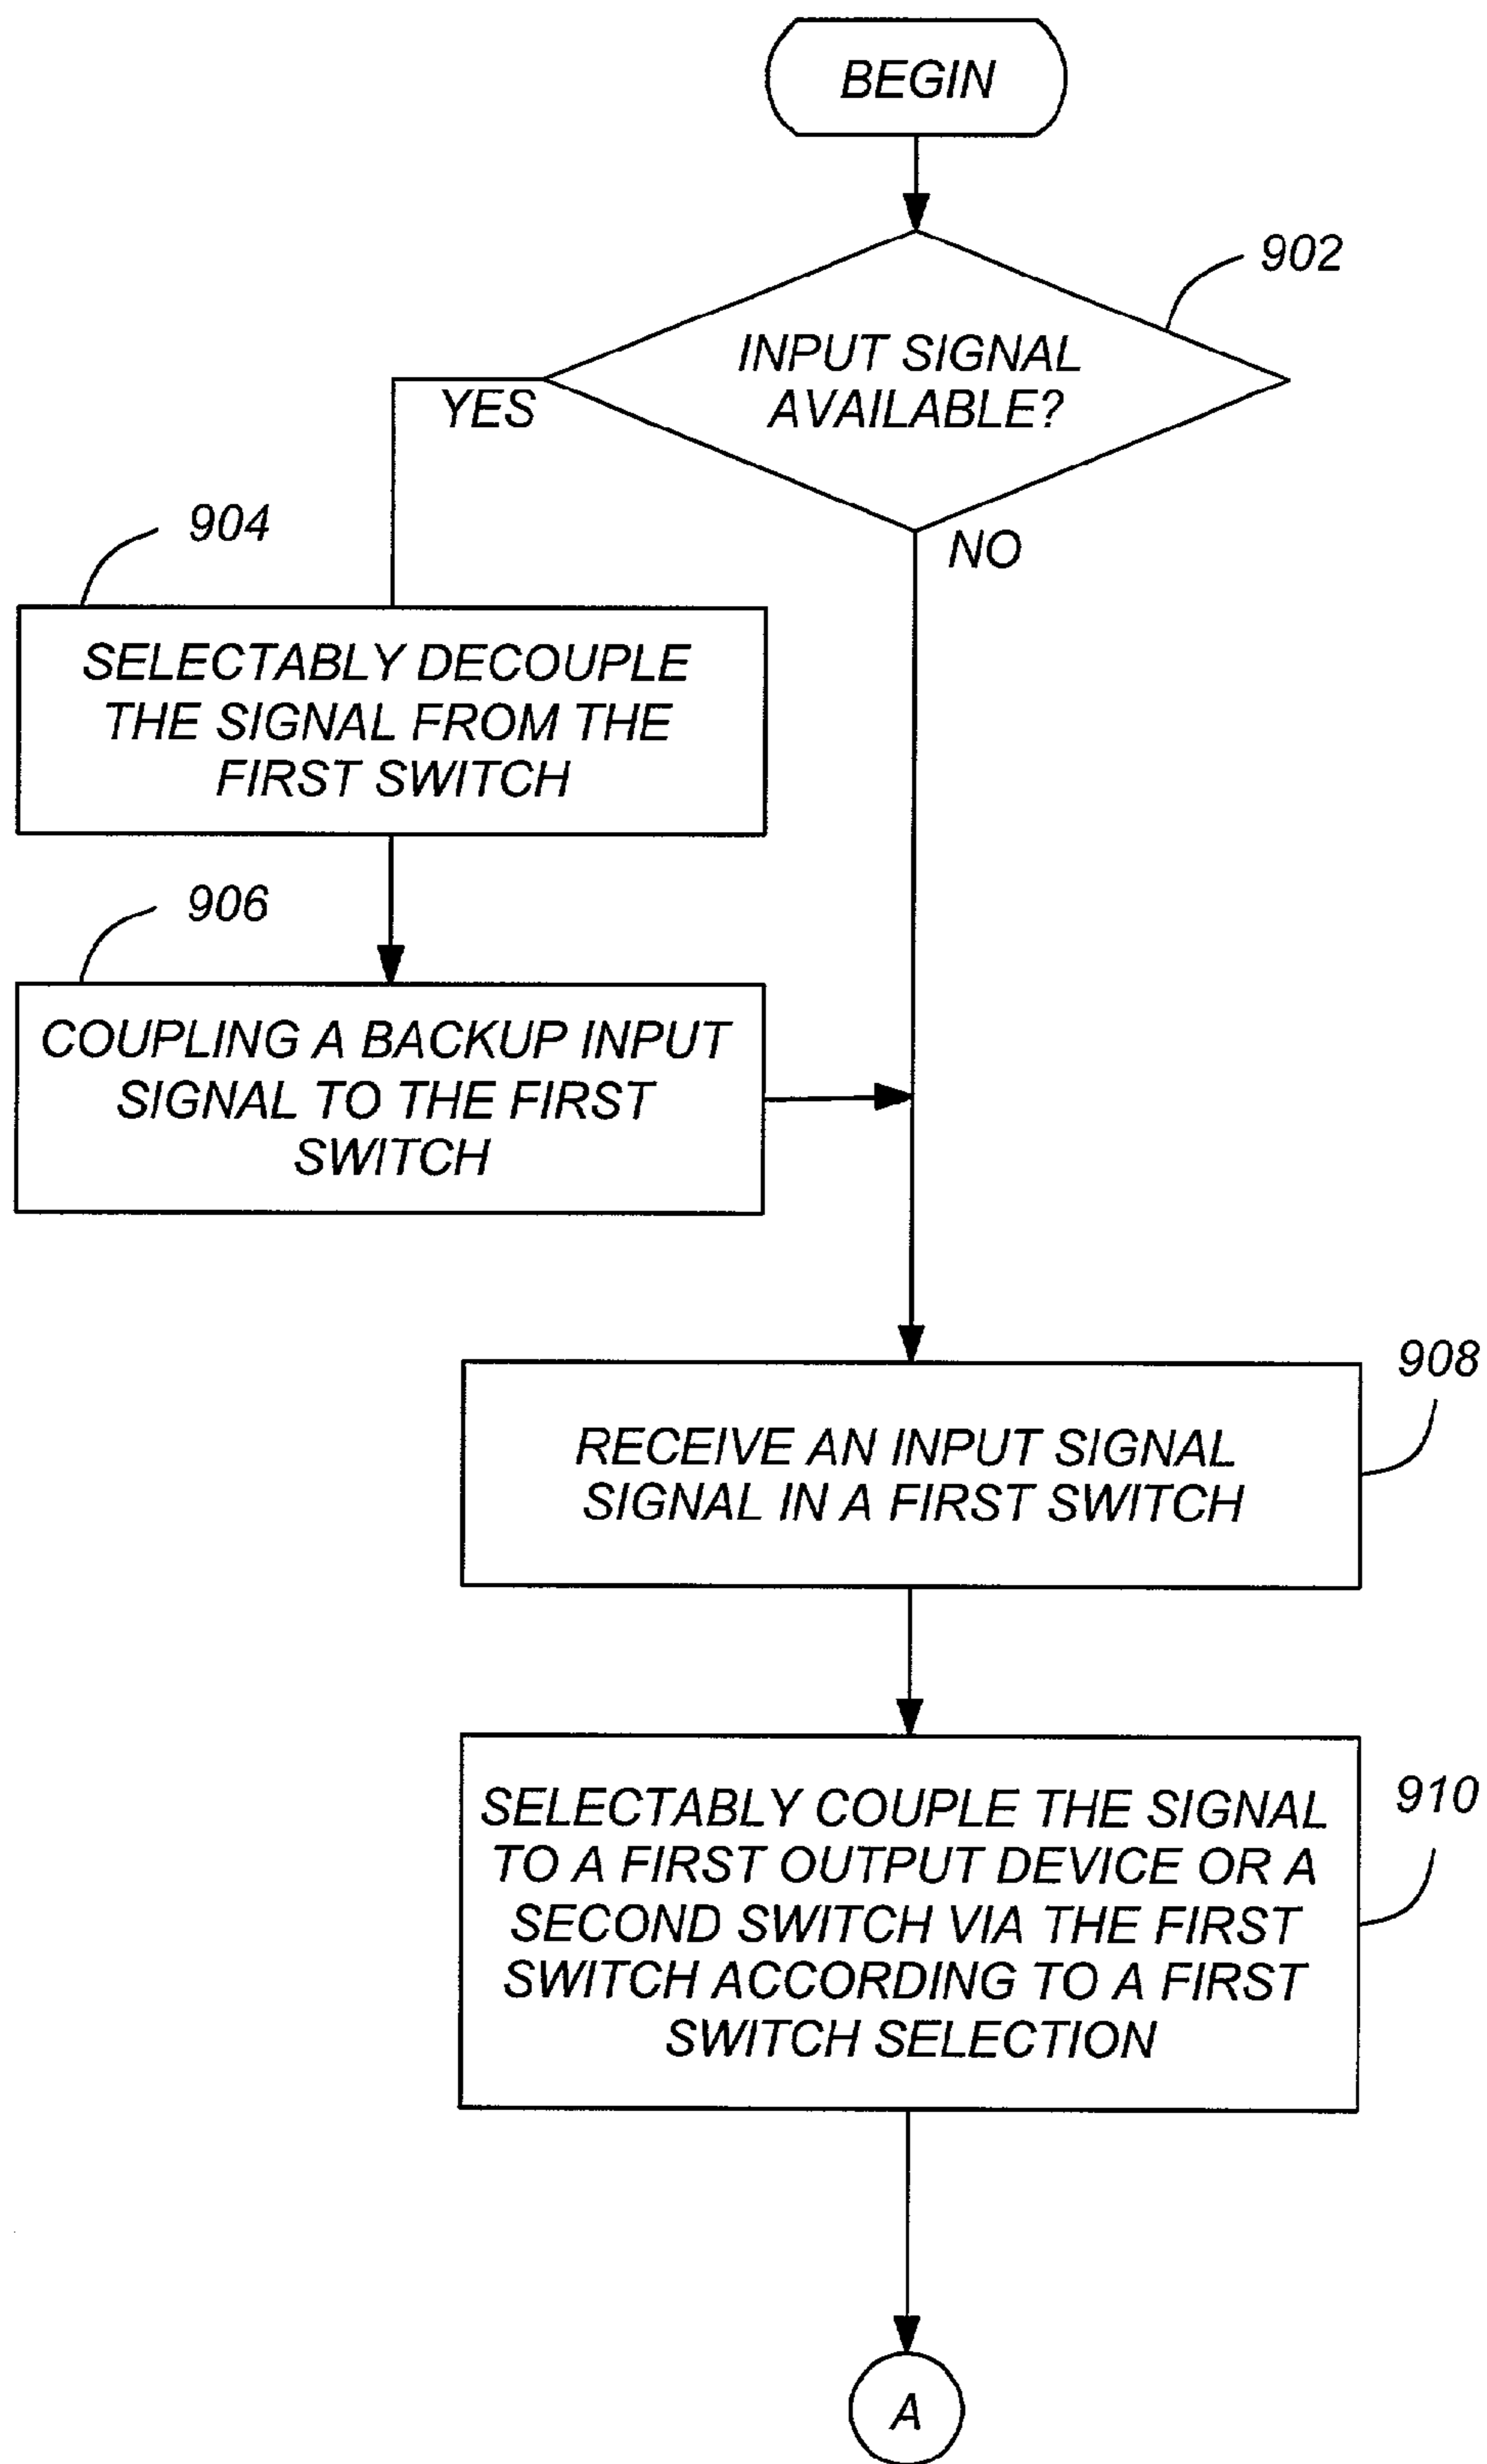 BEGIN
902
INPUT SIGNAL
AVAILABLE?
YES
NO
904
SELECTABLY DECOUPLE
THE SIGNAL FROM THE
FIRST SWITCH
906
COUPLING A BACKUP INPUT
SIGNAL TO THE FIRST
SWITCH
908
RECEIVE AN INPUT SIGNAL
SIGNAL IN A FIRST SWITCH
910
SELECTABLY COUPLE THE SIGNAL
TO A FIRST OUTPUT DEVICE OR A
SECOND SWITCH VIA THE FIRST
SWITCH ACCORDING TO A FIRST
SWITCH SELECTION
A